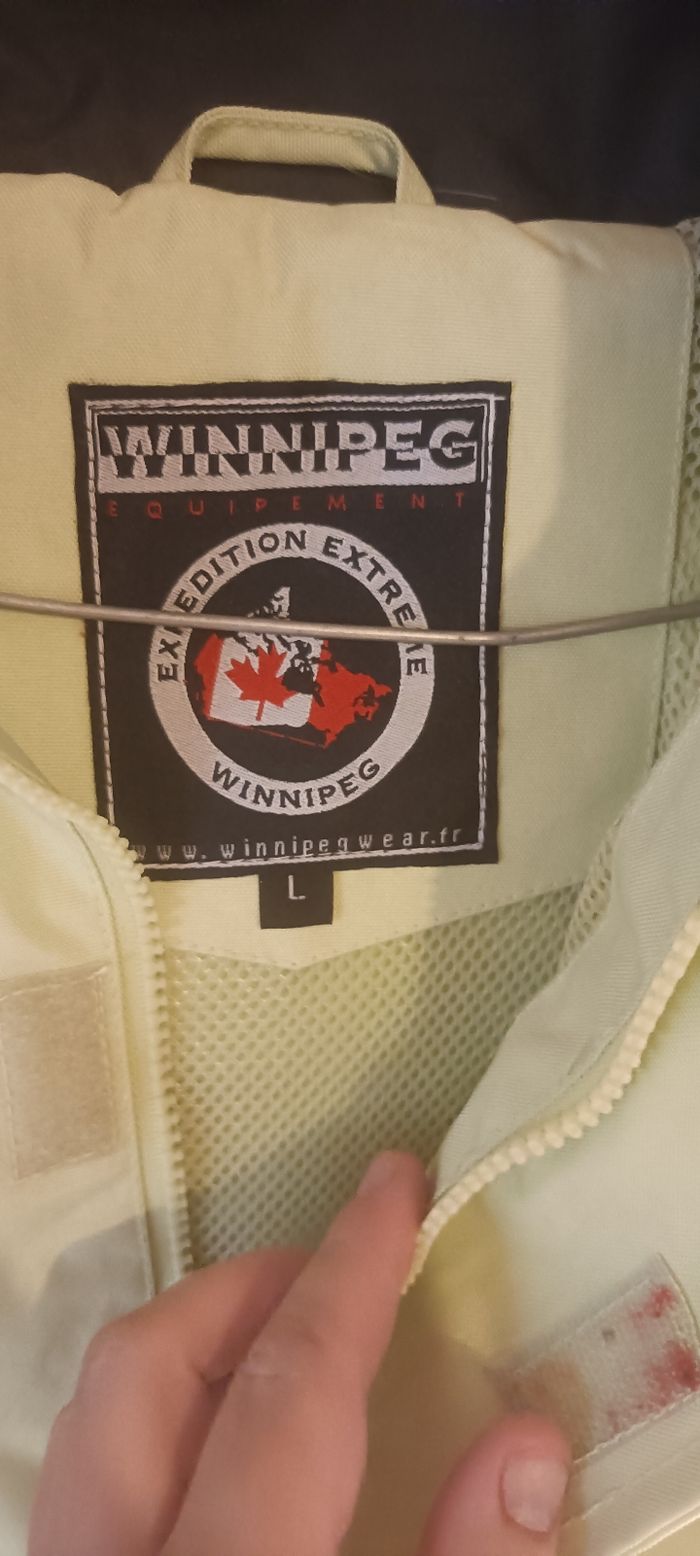 WINNIPEG
EQUIPEMENT
EXPEDITION EXTREME
WINNIPEG
www.winnipegwear.fr
L